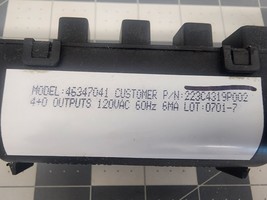 MODEL:46347041 CUSTOMER P/N:223C4319P002
4+0 OUTPUTS 120VAC 60Hz 6MA LOT:0701-7